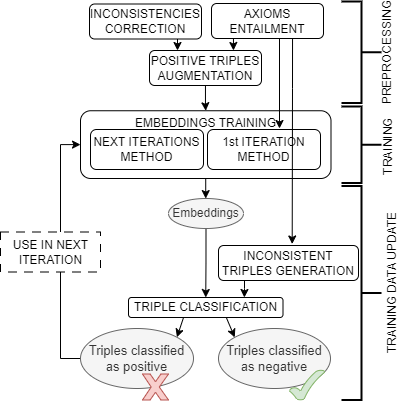 INCONSISTENCIES
CORRECTION
AXIOMS
ENTAILMENT
POSITIVE TRIPLES
AUGMENTATION
PREPROCESSING
EMBEDDINGS TRAINING
NEXT ITERATIONS
METHOD
1st ITERATION
METHOD
TRAINING
Embeddings
USE IN NEXT
ITERATION
INCONSISTENT
TRIPLES GENERATION
TRIPLE CLASSIFICATION
TRAINING DATA UPDATE
Triples classified
as positive
Triples classified
as negative